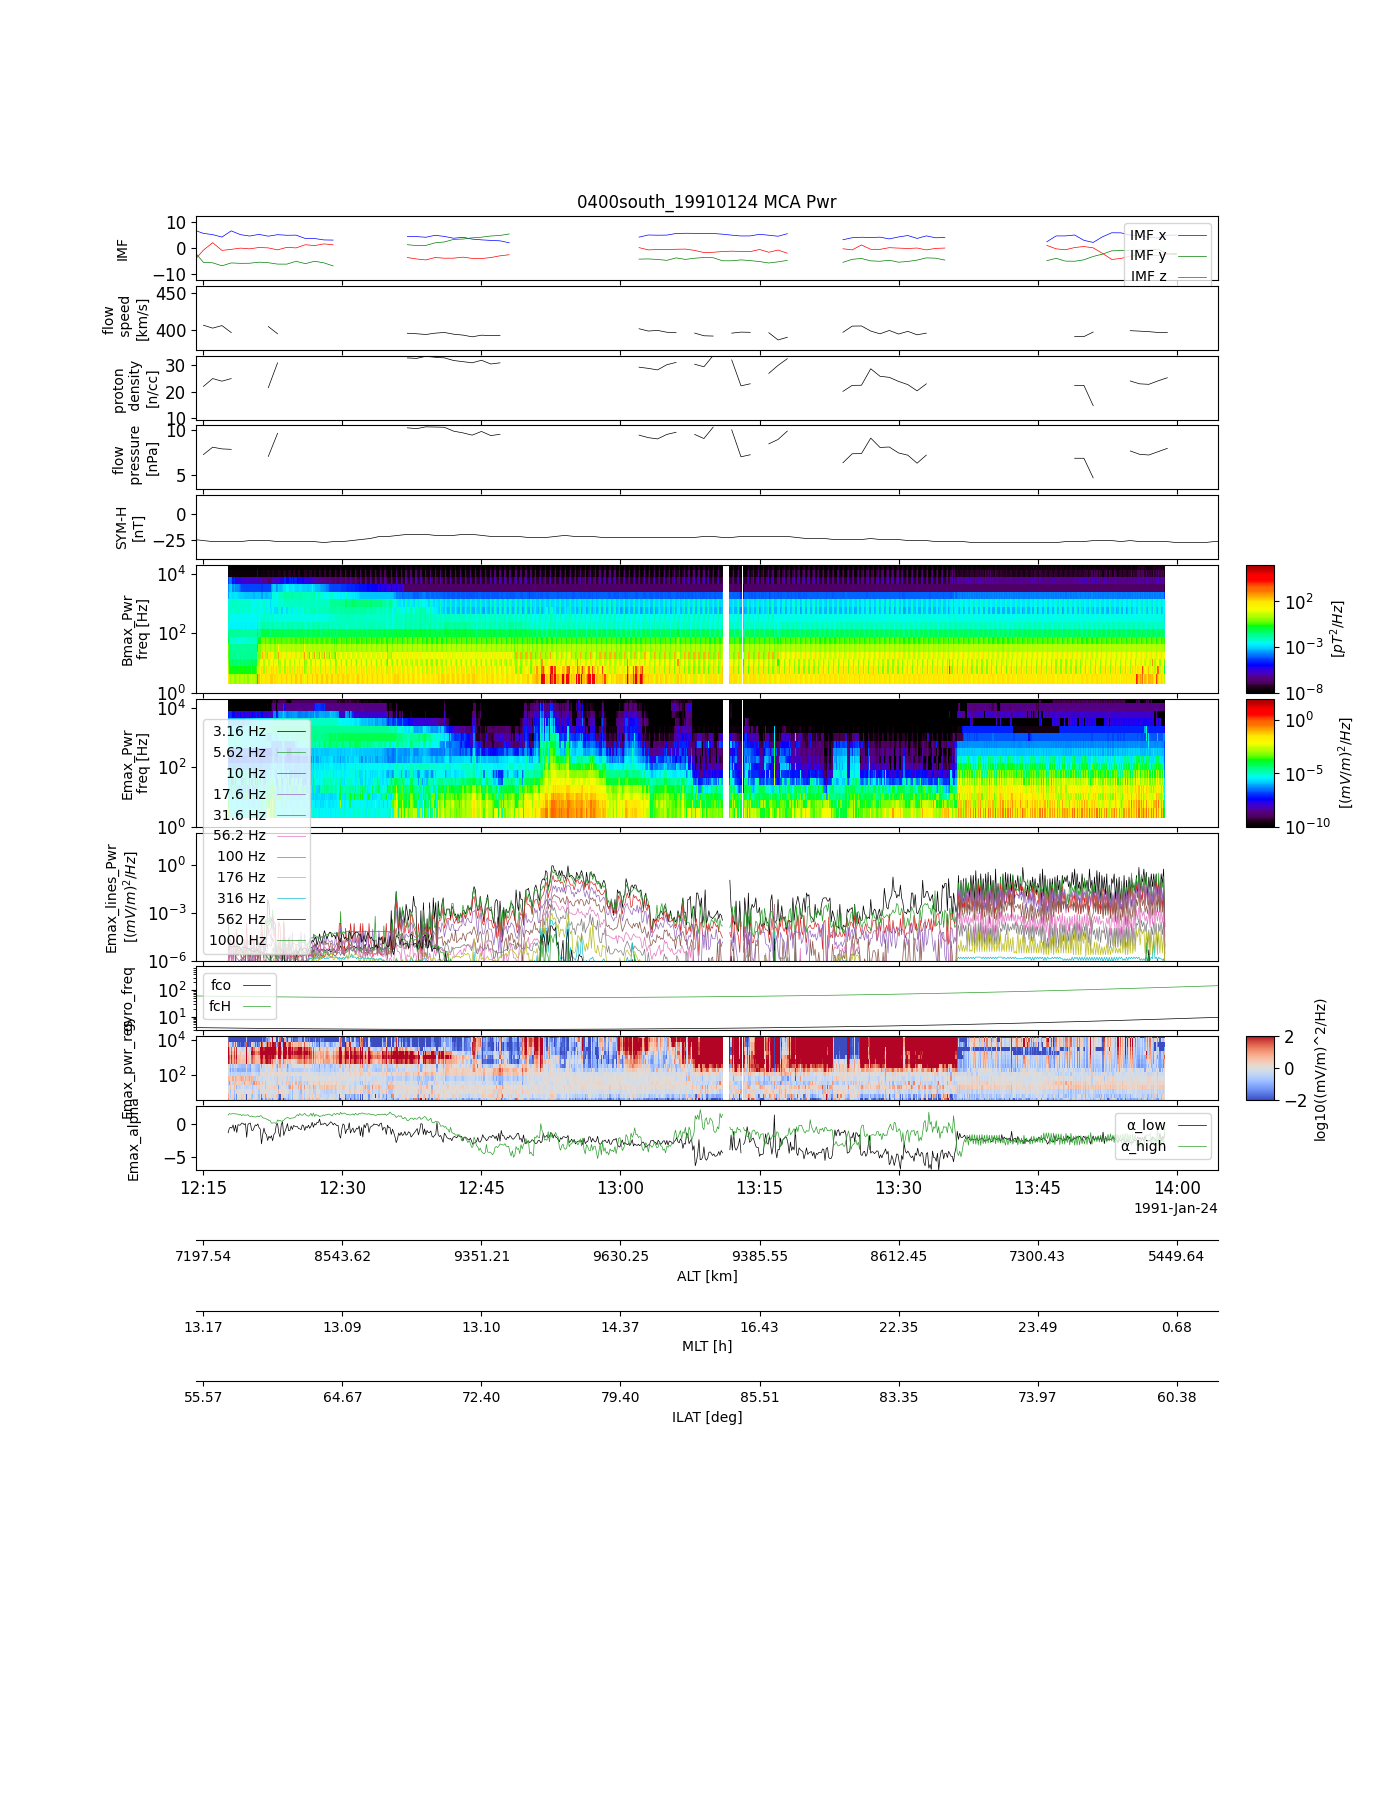 0400south_19910124 MCA Pwr
10
0
−10
IMF
IMF x
IMF y
IMF z
450
400
flow
speed
[km/s]
30
20
10
proton
density
[n/cc]
10
5
flow
pressure
[nPa]
0
−25
SYM-H
[nT]
10^4
10^2
10^0
Bmax_Pwr
freq [Hz]
10^2
10^−3
10^−8
[pT^2/Hz]
10^4
10^2
10^0
Emax_Pwr
freq [Hz]
10^0
10^−5
10^−10
[(mV/m)^2/Hz]
3.16 Hz
5.62 Hz
10 Hz
17.6 Hz
31.6 Hz
56.2 Hz
100 Hz
176 Hz
316 Hz
562 Hz
1000 Hz
10^0
10^−3
10^−6
Emax_lines_Pwr
[(mV/m)^2/Hz]
fco
fcH
10^2
10^1
gyro_freq
10^4
10^2
Emax_pwr_reg
2
0
−2
log10((mV/m)^2/Hz)
0
−5
Emax_alpha
α_low
α_high
12:15 12:30 12:45 13:00 13:15 13:30 13:45 14:00
1991-Jan-24
7197.54 8543.62 9351.21 9630.25 9385.55 8612.45 7300.43 5449.64
ALT [km]
13.17 13.09 13.10 14.37 16.43 22.35 23.49 0.68
MLT [h]
55.57 64.67 72.40 79.40 85.51 83.35 73.97 60.38
ILAT [deg]